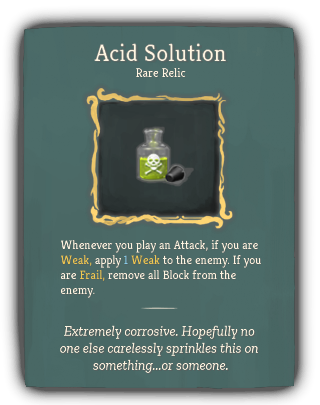 Acid Solution
Rare Relic
Whenever you play an Attack, if you are
Weak, apply 1 Weak to the enemy. If you
are Frail, remove all Block from the
enemy.
Extremely corrosive. Hopefully no
one else carelessly sprinkles this on
something...or someone.